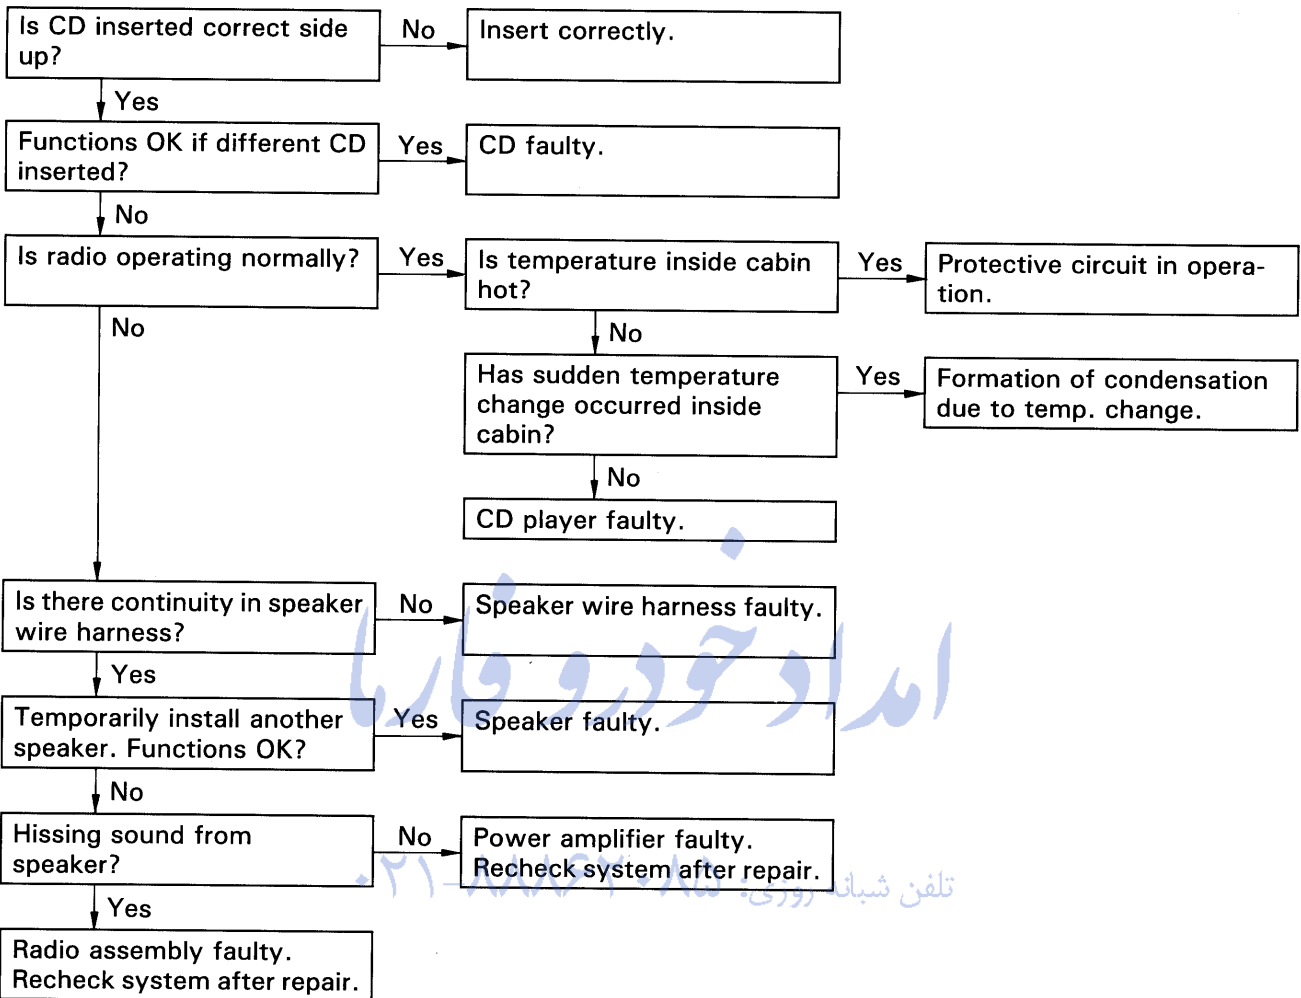 Is CD inserted correct side
up?
No
Insert correctly.
Yes
Functions OK if different CD
inserted?
Yes
CD faulty.
No
Is radio operating normally?
Yes
Is temperature inside cabin
hot?
Yes
Protective circuit in opera-
tion.
No
No
Has sudden temperature
change occurred inside
cabin?
Yes
Formation of condensation
due to temp. change.
No
CD player faulty.
Is there continuity in speaker
wire harness?
No
Speaker wire harness faulty.
امداد خودرو فارما
Yes
Temporarily install another
speaker. Functions OK?
Yes
Speaker faulty.
No
Hissing sound from
speaker?
No
Power amplifier faulty.
Recheck system after repair.
تلفن شبانه روزی: ۰۲۱-۸۸۸۶۲۰۸۵
Yes
Radio assembly faulty.
Recheck system after repair.